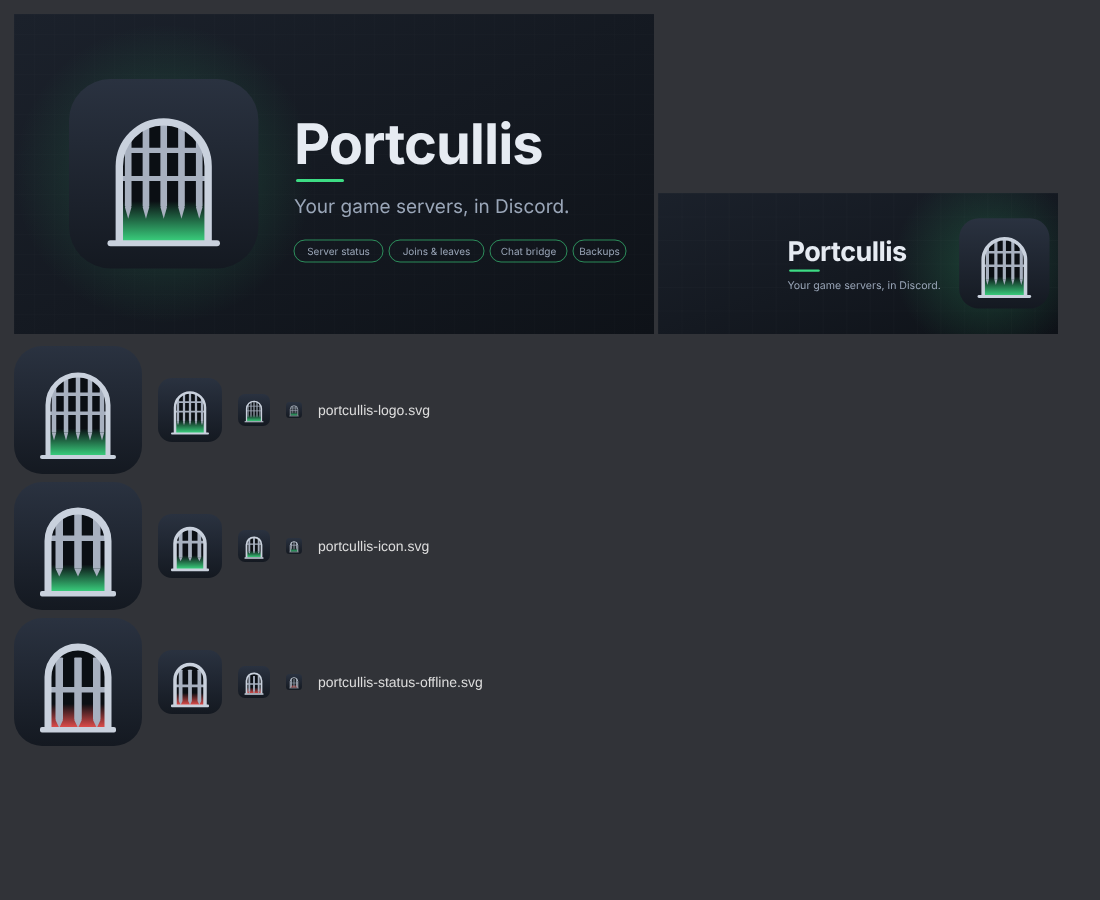 Portcullis
Your game servers, in Discord.
Server status Joins & leaves Chat bridge Backups
Portcullis
Your game servers, in Discord.
portcullis-logo.svg
portcullis-icon.svg
portcullis-status-offline.svg